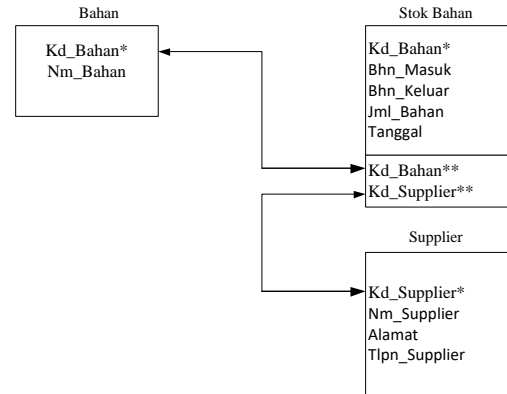 Bahan
Kd_Bahan*
Nm_Bahan
Stok Bahan
Kd_Bahan*
Bhn_Masuk
Bhn_Keluar
Jml_Bahan
Tanggal
Kd_Bahan**
Kd_Supplier**
Supplier
Kd_Supplier*
Nm_Supplier
Alamat
Tlpn_Supplier